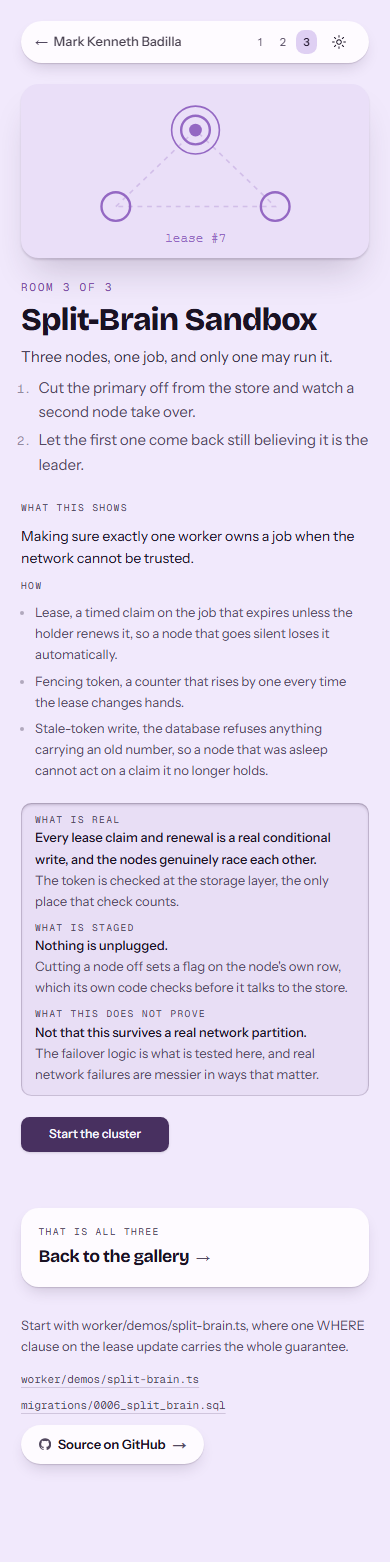 ← Mark Kenneth Badilla 1 2 3
lease #7
ROOM 3 OF 3
Split-Brain Sandbox
Three nodes, one job, and only one may run it.
1. Cut the primary off from the store and watch a
second node take over.
2. Let the first one come back still believing it is the
leader.
WHAT THIS SHOWS
Making sure exactly one worker owns a job when the
network cannot be trusted.
HOW
• Lease, a timed claim on the job that expires unless the
holder renews it, so a node that goes silent loses it
automatically.
• Fencing token, a counter that rises by one every time
the lease changes hands.
• Stale-token write, the database refuses anything
carrying an old number, so a node that was asleep
cannot act on a claim it no longer holds.
WHAT IS REAL
Every lease claim and renewal is a real conditional
write, and the nodes genuinely race each other.
The token is checked at the storage layer, the only
place that check counts.
WHAT IS STAGED
Nothing is unplugged.
Cutting a node off sets a flag on the node's own row,
which its own code checks before it talks to the store.
WHAT THIS DOES NOT PROVE
Not that this survives a real network partition.
The failover logic is what is tested here, and real
network failures are messier in ways that matter.
Start the cluster
THAT IS ALL THREE
Back to the gallery →
Start with worker/demos/split-brain.ts, where one WHERE
clause on the lease update carries the whole guarantee.
worker/demos/split-brain.ts
migrations/0006_split_brain.sql
Source on GitHub →